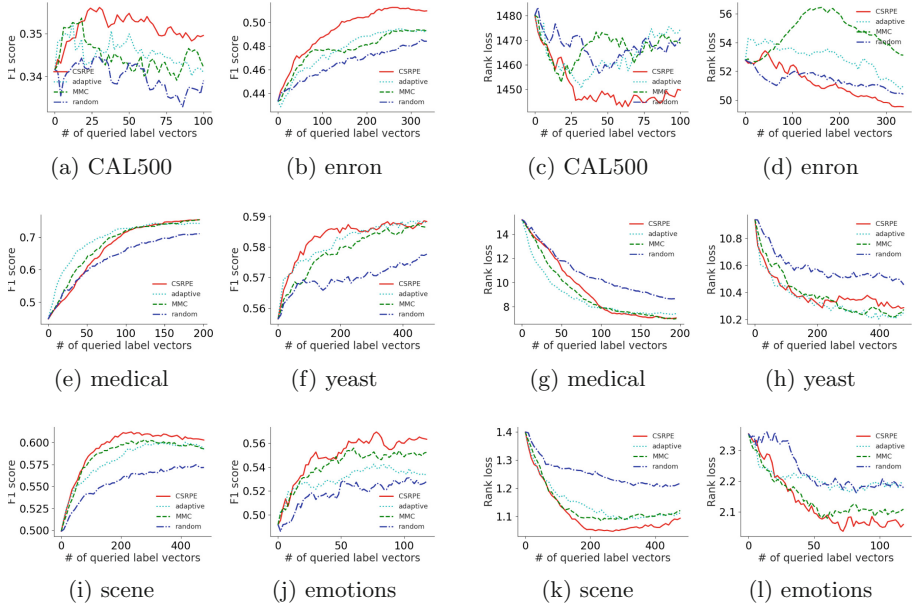 F1 score
0.35
0.34
0 25 50 75 100
# of queried label vectors
CSRPE
adaptive
MMC
random
(a) CAL500
F1 score
0.50
0.48
0.46
0.44
0 100 200 300
# of queried label vectors
CSRPE
adaptive
MMC
random
(b) enron
Rank loss
1480
1470
1460
1450
0 25 50 75 100
# of queried label vectors
CSRPE
adaptive
MMC
random
(c) CAL500
Rank loss
56
54
52
50
0 100 200 300
# of queried label vectors
CSRPE
adaptive
MMC
random
(d) enron
F1 score
0.7
0.6
0.5
0 50 100 150 200
# of queried label vectors
CSRPE
adaptive
MMC
random
(e) medical
F1 score
0.59
0.58
0.57
0.56
0 200 400
# of queried label vectors
CSRPE
adaptive
MMC
random
(f) yeast
Rank loss
14
12
10
8
0 50 100 150 200
# of queried label vectors
CSRPE
adaptive
MMC
random
(g) medical
Rank loss
10.8
10.6
10.4
10.2
0 200 400
# of queried label vectors
CSRPE
adaptive
MMC
random
(h) yeast
F1 score
0.600
0.575
0.550
0.525
0.500
0 200 400
# of queried label vectors
CSRPE
adaptive
MMC
random
(i) scene
F1 score
0.56
0.54
0.52
0.50
0 50 100
# of queried label vectors
CSRPE
adaptive
MMC
random
(j) emotions
Rank loss
1.4
1.3
1.2
1.1
0 200 400
# of queried label vectors
CSRPE
adaptive
MMC
random
(k) scene
Rank loss
2.3
2.2
2.1
0 50 100
# of queried label vectors
CSRPE
adaptive
MMC
random
(l) emotions